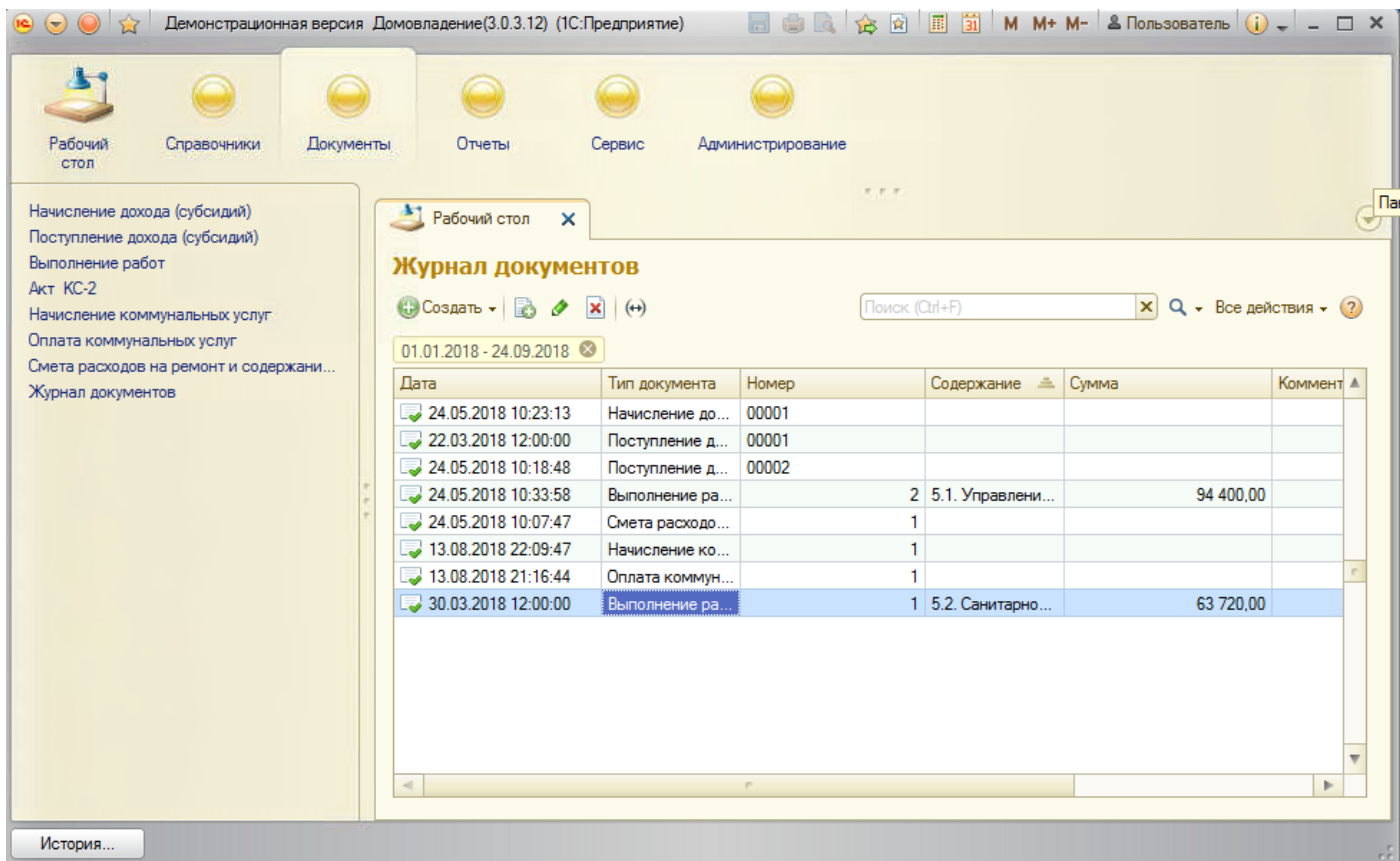 1С Демонстрационная версия Домовладение(3.0.3.12) (1С:Предприятие) 31 M M+ M- Пользователь i
Рабочий стол
Справочники
Документы
Отчеты
Сервис
Администрирование
Начисление дохода (субсидий)
Поступление дохода (субсидий)
Выполнение работ
Акт КС-2
Начисление коммунальных услуг
Оплата коммунальных услуг
Смета расходов на ремонт и содержани...
Журнал документов
Рабочий стол
Пан
Журнал документов
Создать
Поиск (Ctrl+F)
Все действия ?
01.01.2018 - 24.09.2018
Дата Тип документа Номер Содержание Сумма Коммент
24.05.2018 10:23:13 Начисление до... 00001
22.03.2018 12:00:00 Поступление д... 00001
24.05.2018 10:18:48 Поступление д... 00002
24.05.2018 10:33:58 Выполнение ра... 2 5.1. Управлени... 94 400,00
24.05.2018 10:07:47 Смета расходо... 1
13.08.2018 22:09:47 Начисление ко... 1
13.08.2018 21:16:44 Оплата коммун... 1
30.03.2018 12:00:00 Выполнение ра... 1 5.2. Санитарно... 63 720,00
История...